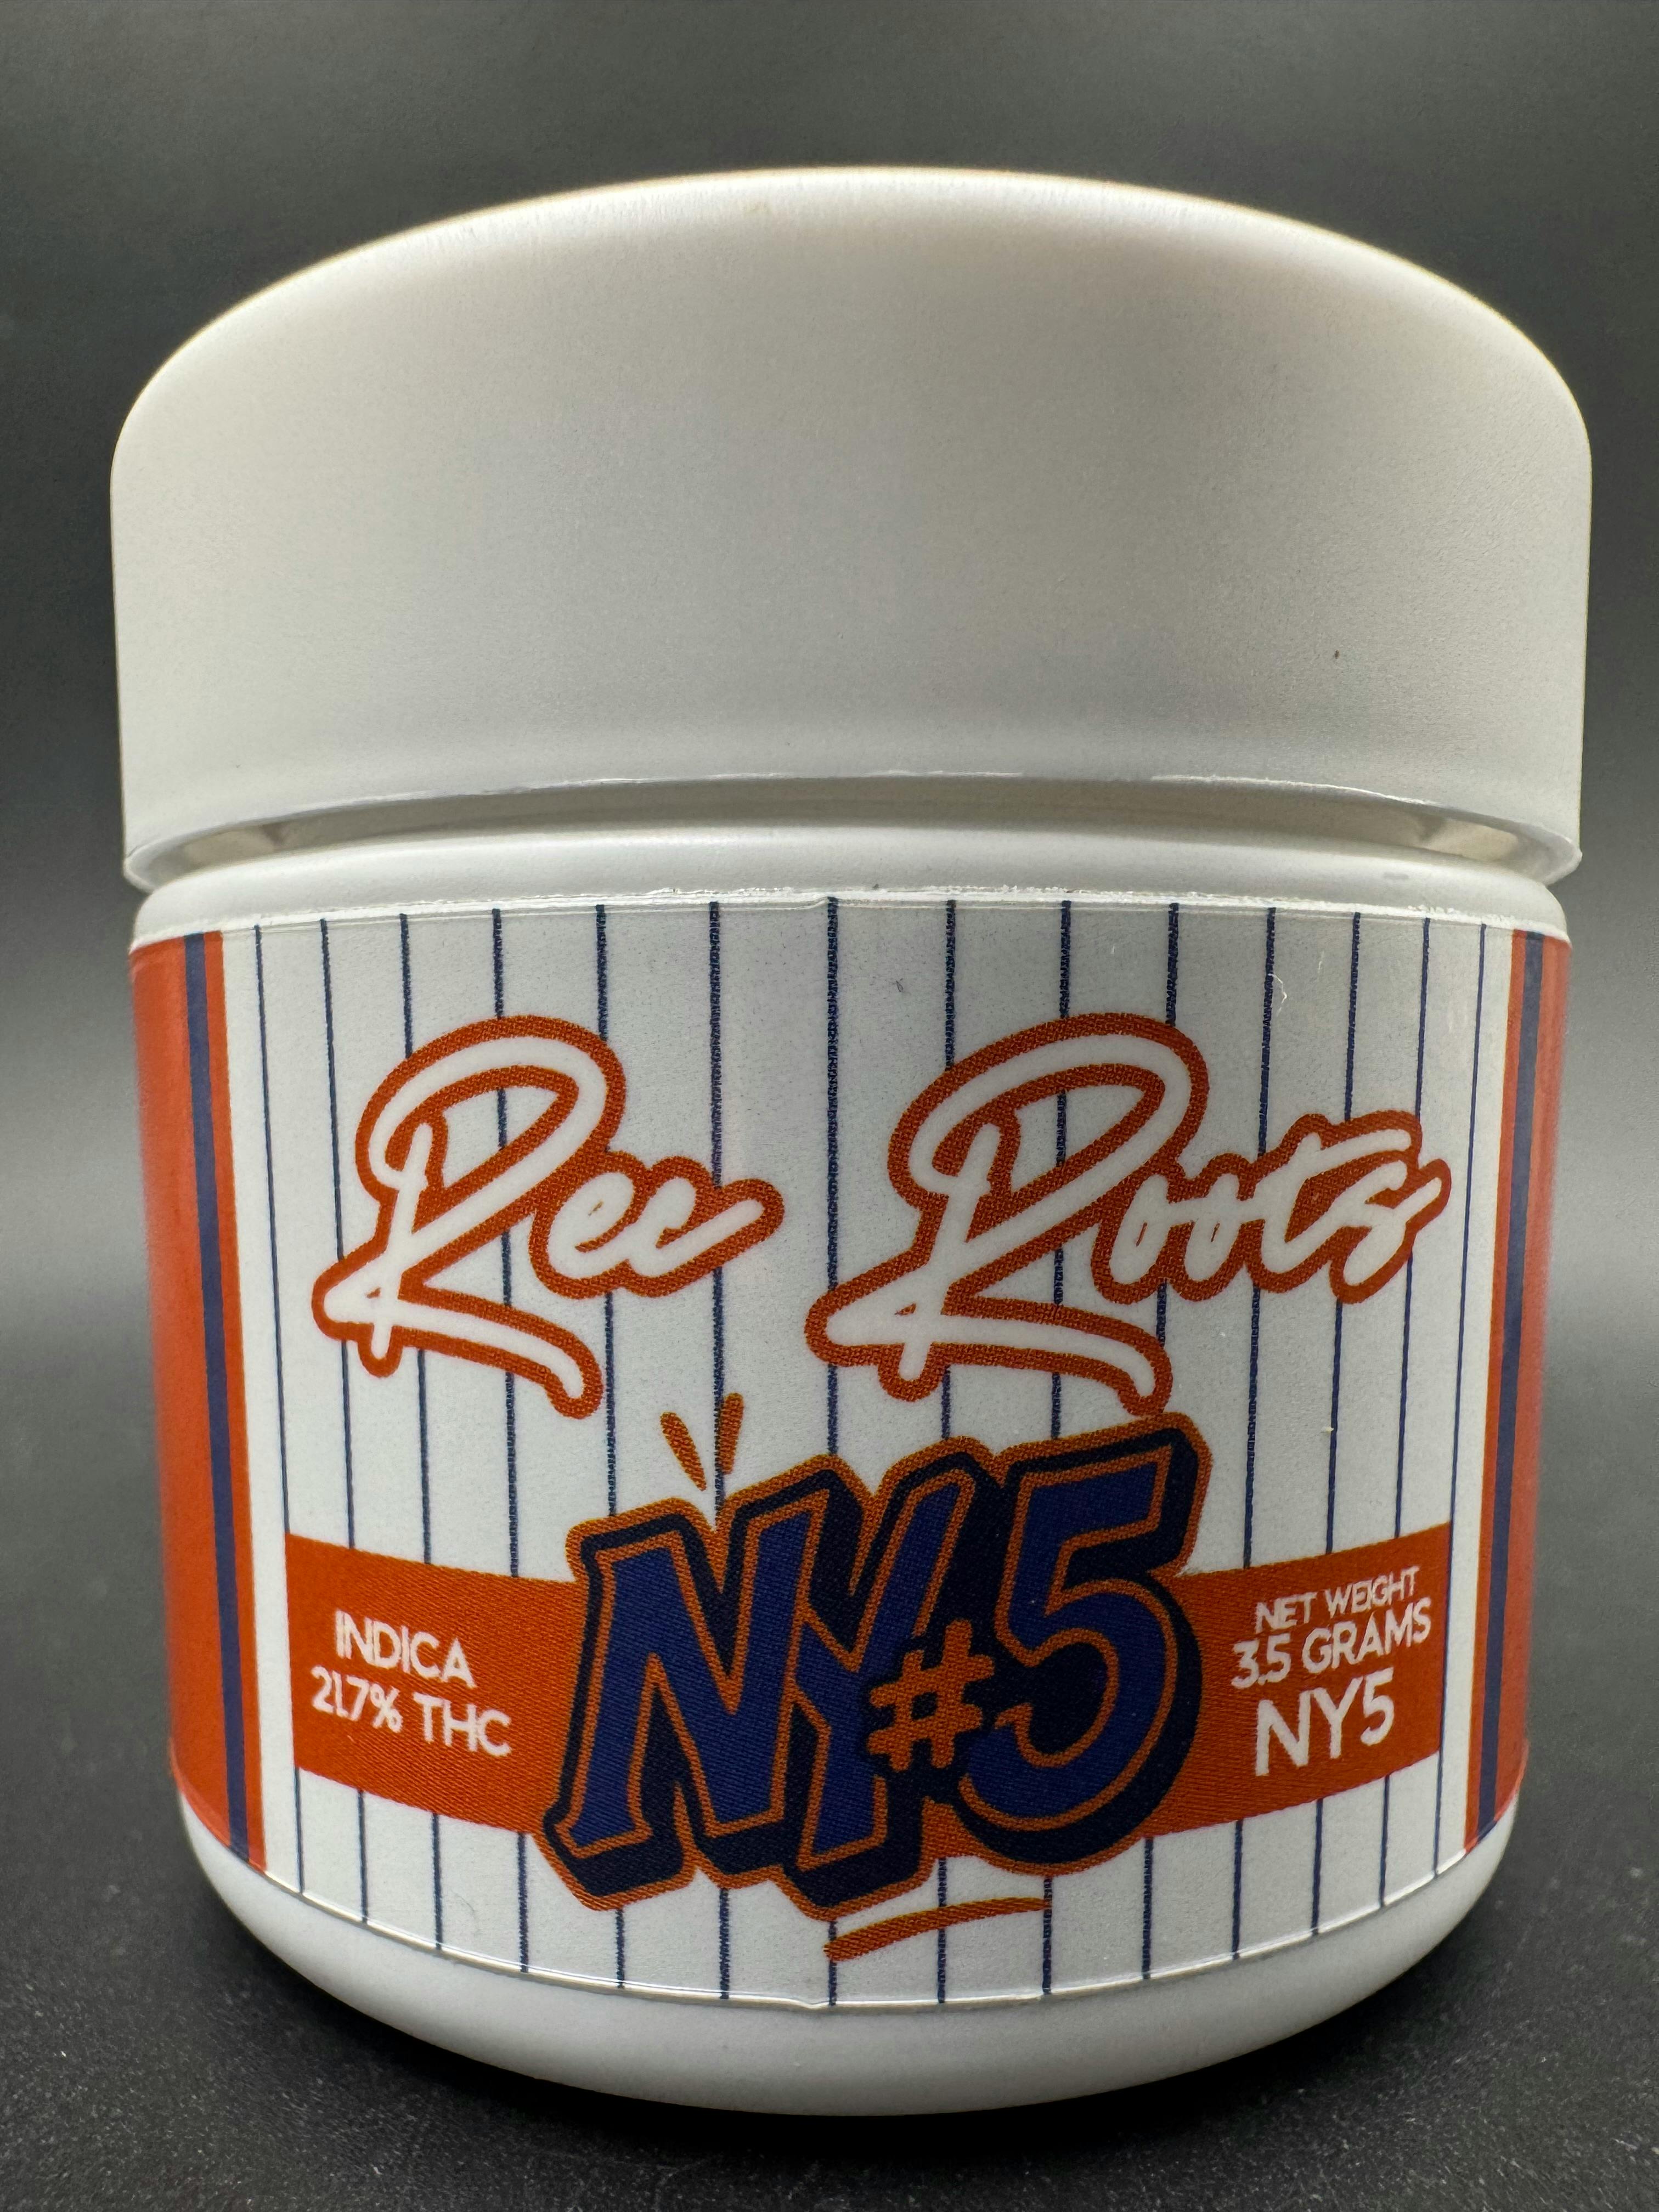 Rec Roots
NY#5
INDICA
21.7% THC
NET WEIGHT
3.5 GRAMS
NY5